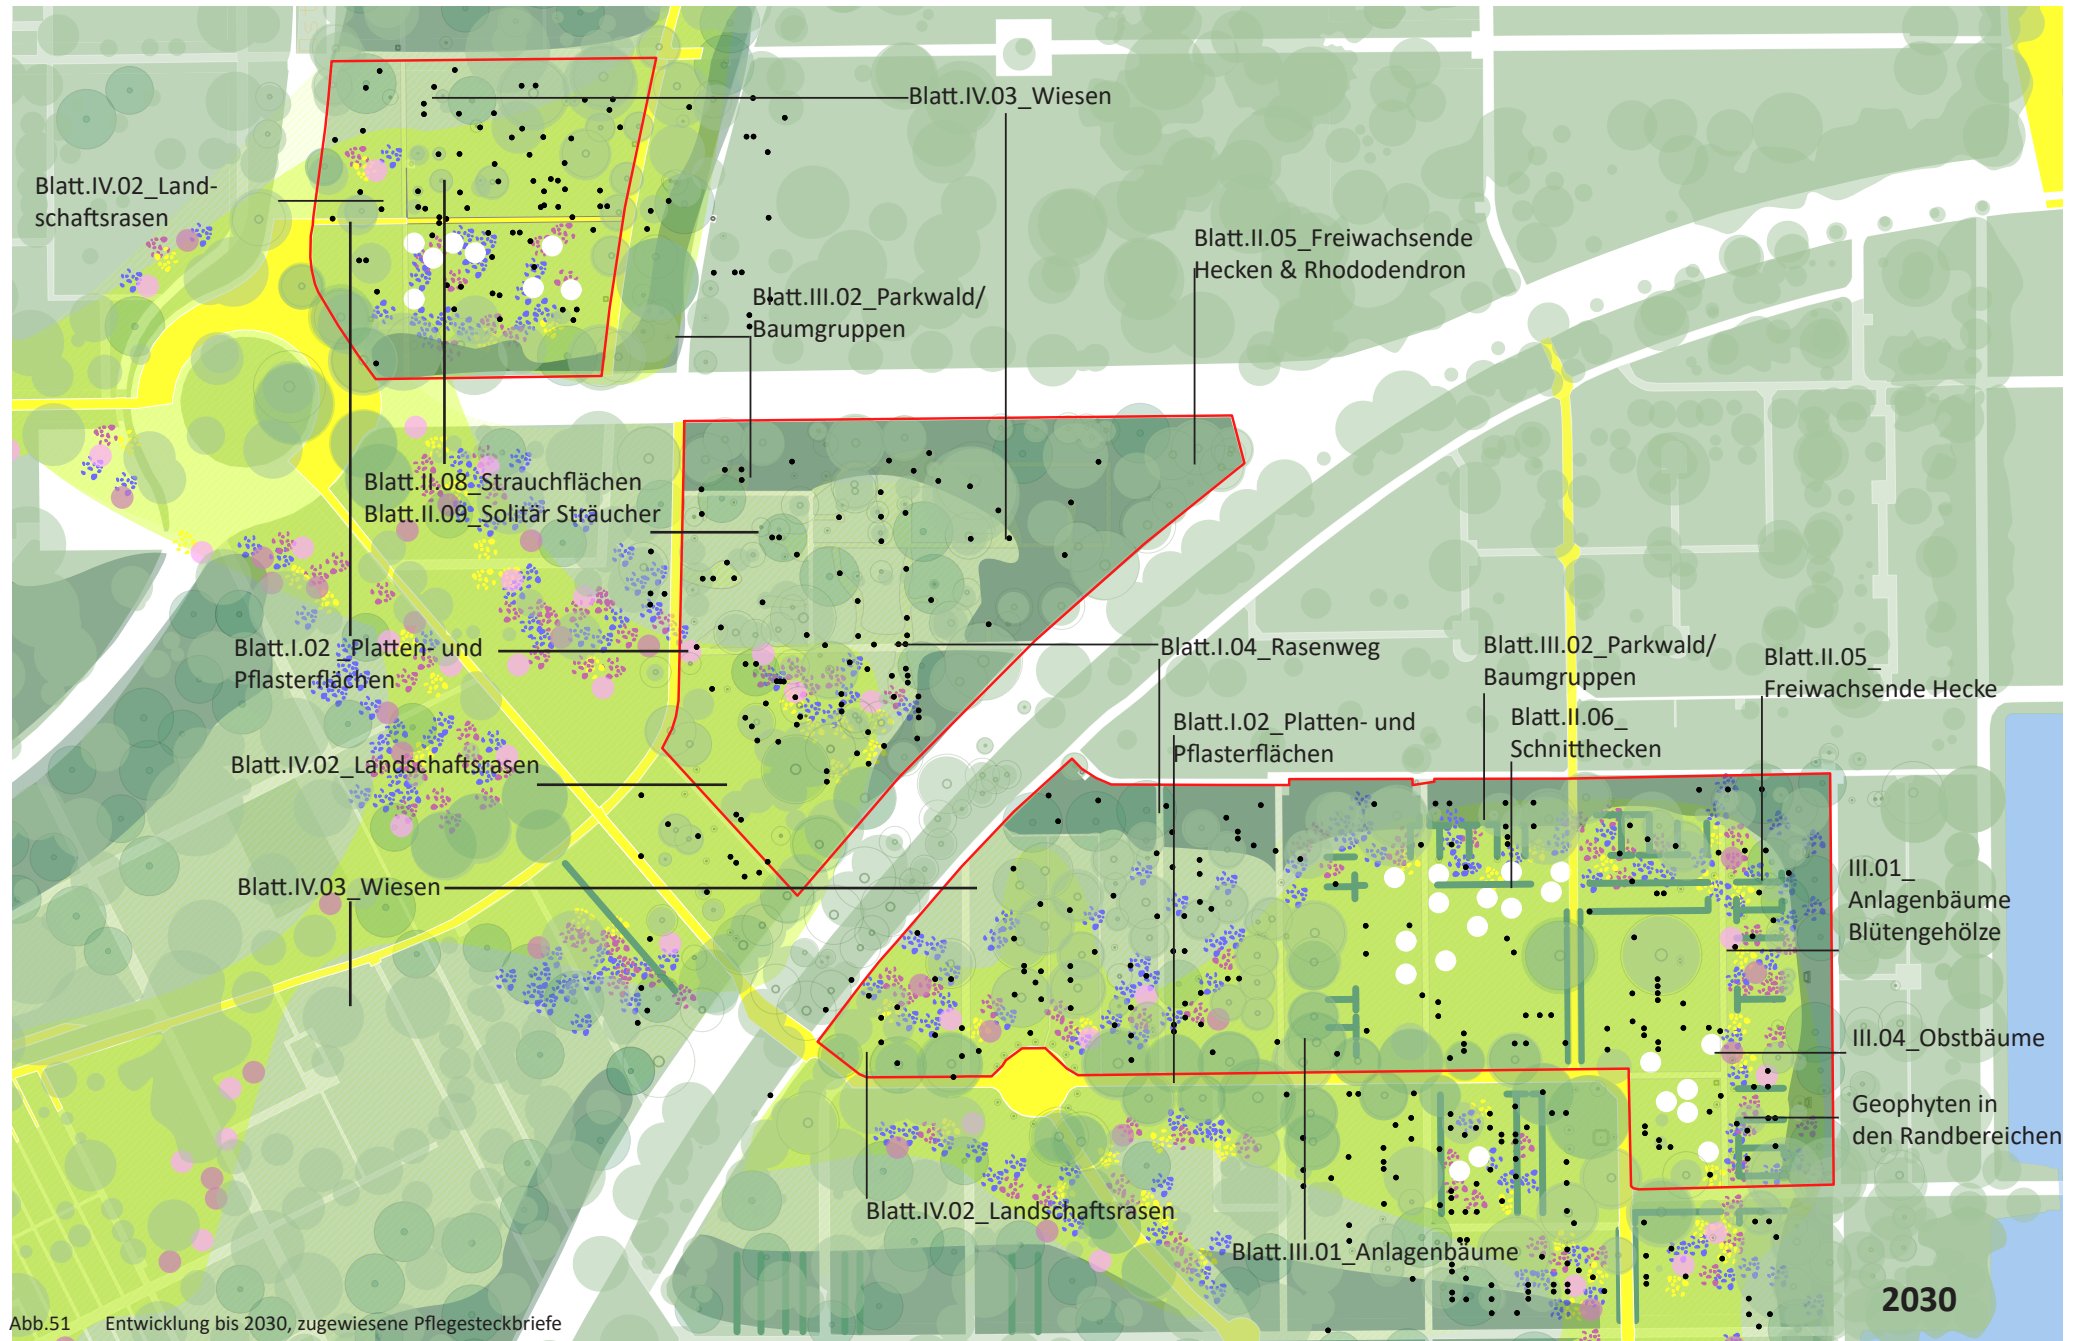 Blatt.IV.03_Wiesen
Blatt.IV.02_Land-
schaftsrasen
Blatt.II.05_Freiwachsende
Hecken & Rhododendron
Blatt.III.02_Parkwald/
Baumgruppen
Blatt.II.08_Strauchflächen
Blatt.II.09_Solitär Sträucher
Blatt.I.02_Platten- und
Pflasterflächen
Blatt.I.04_Rasenweg
Blatt.III.02_Parkwald/
Baumgruppen
Blatt.II.05_
Freiwachsende Hecke
Blatt.I.02_Platten- und
Pflasterflächen
Blatt.II.06_
Schnitthecken
Blatt.IV.02_Landschaftsrasen
Blatt.IV.03_Wiesen
III.01_
Anlagenbäume
Blütengehölze
III.04_Obstbäume
Geophyten in
den Randbereichen
Blatt.IV.02_Landschaftsrasen
Blatt.III.01_Anlagenbäume
2030
Abb.51 Entwicklung bis 2030, zugewiesene Pflegesteckbriefe